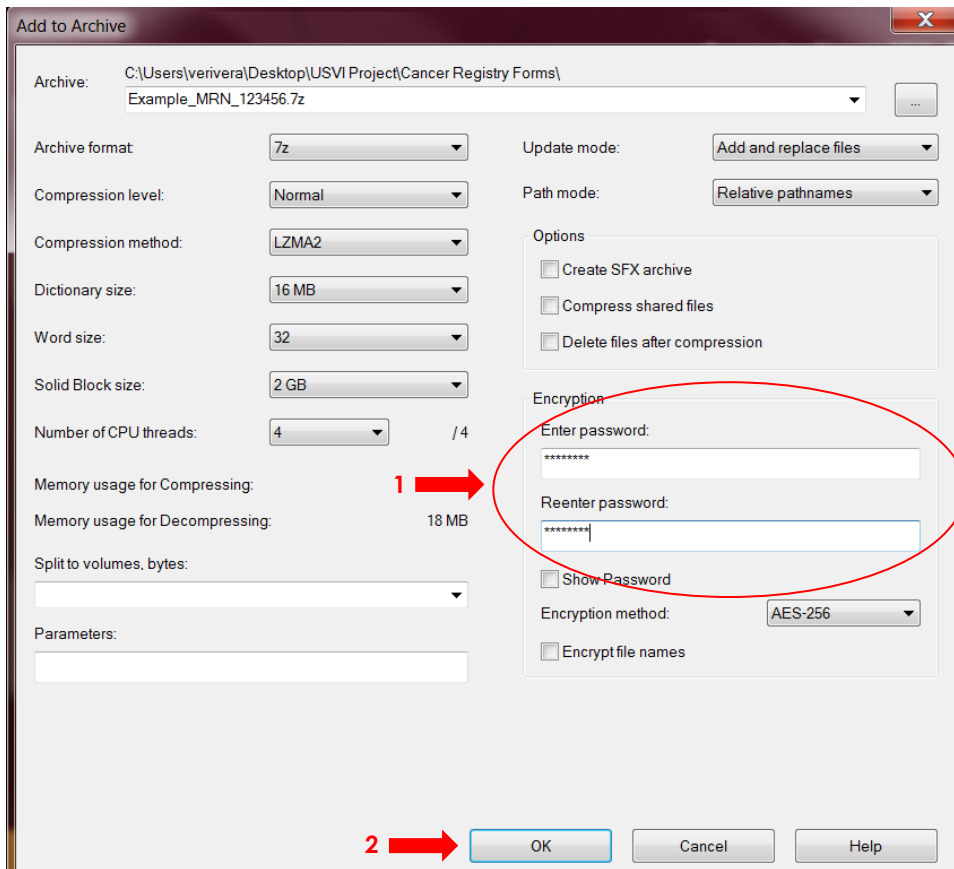 Add to Archive
X
Archive:
C:\Users\verivera\Desktop\USVI Project\Cancer Registry Forms\
Example_MRN_123456.7z
...
Archive format:
7z
Update mode:
Add and replace files
Compression level:
Normal
Path mode:
Relative pathnames
Compression method:
LZMA2
Options
Create SFX archive
Dictionary size:
16 MB
Compress shared files
Word size:
32
Delete files after compression
Solid Block size:
2 GB
Encryption
Number of CPU threads:
4
/ 4
Enter password:
********
1
Memory usage for Compressing:
Reenter password:
Memory usage for Decompressing:
18 MB
********
Split to volumes, bytes:
Show Password
Encryption method:
AES-256
Parameters:
Encrypt file names
2
OK
Cancel
Help